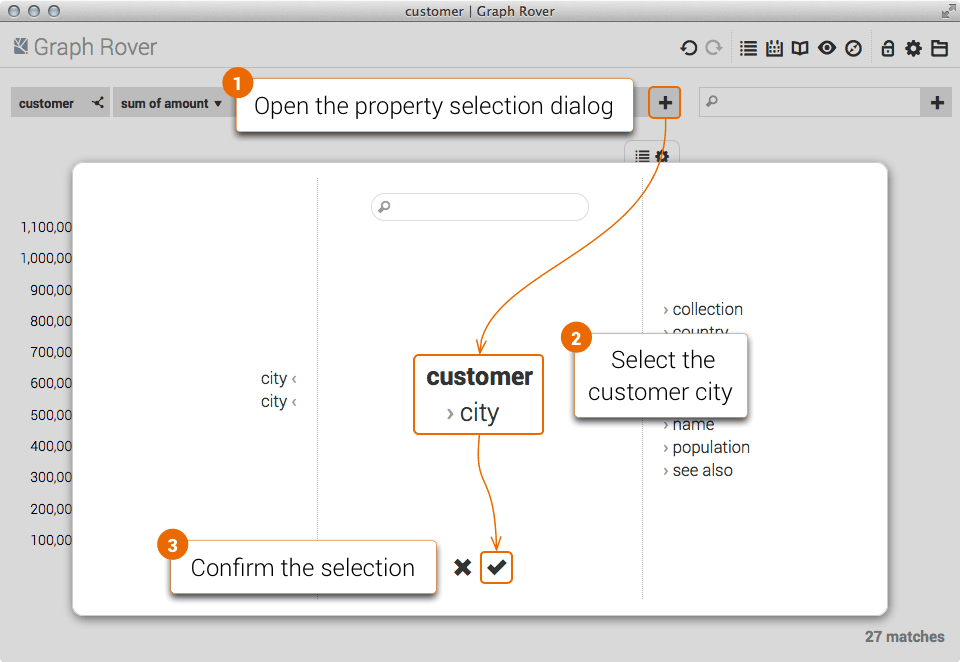 customer | Graph Rover
Graph Rover
1
customer
sum of amount ▼
Open the property selection dialog
1,100,00
1,000,00
900,00
800,00
700,00
600,00
500,00
400,00
300,00
200,00
100,00
› collection
› country
2
Select the
customer city
customer
› city
city ‹
city ‹
› name
› population
› see also
3
Confirm the selection
27 matches